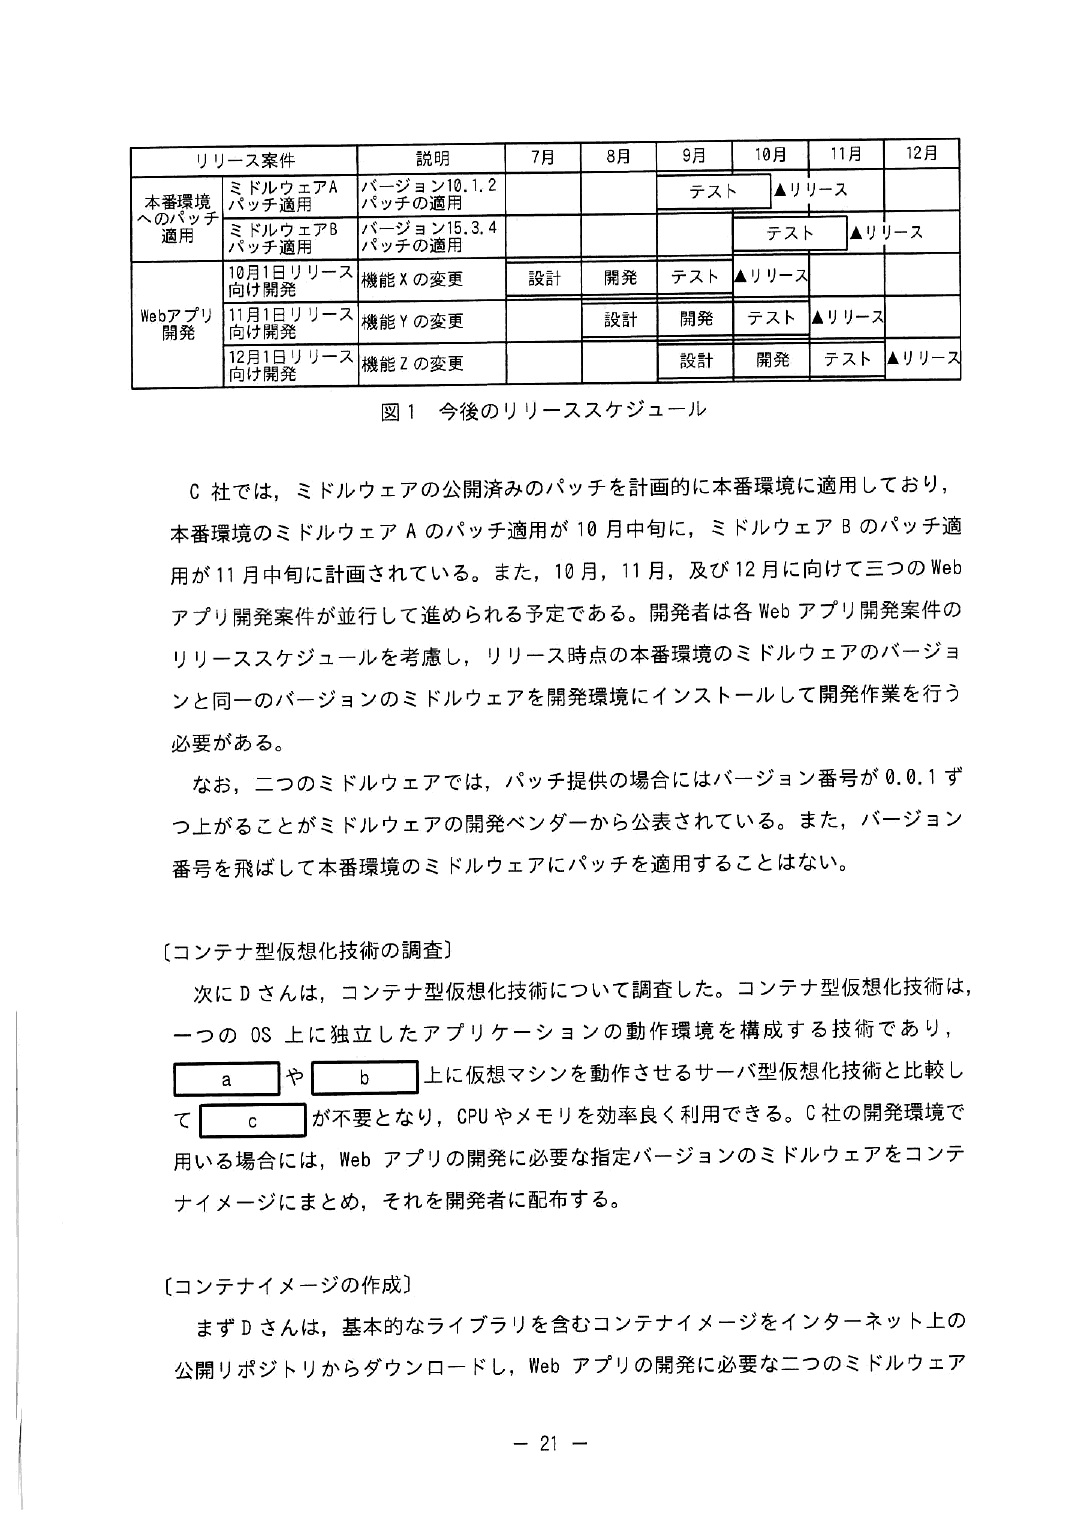 リリース案件 説明 7月 8月 9月 10月 11月 12月
本番環境へのパッチ適用 ミドルウェアAパッチ適用 バージョン10.1.2パッチの適用 テスト ▲リリース
ミドルウェアBパッチ適用 バージョン15.3.4パッチの適用 テスト ▲リリース
Webアプリ開発 10月1日リリース向け開発 機能Xの変更 設計 開発 テスト ▲リリース
11月1日リリース向け開発 機能Yの変更 設計 開発 テスト ▲リリース
12月1日リリース向け開発 機能Zの変更 設計 開発 テスト ▲リリース
図1 今後のリリーススケジュール
C 社では，ミドルウェアの公開済みのパッチを計画的に本番環境に適用しており，
本番環境のミドルウェア A のパッチ適用が 10 月中旬に，ミドルウェア B のパッチ適
用が 11 月中旬に計画されている。また，10 月，11 月，及び 12 月に向けて三つの Web
アプリ開発案件が並行して進められる予定である。開発者は各 Web アプリ開発案件の
リリーススケジュールを考慮し，リリース時点の本番環境のミドルウェアのバージョ
ンと同一のバージョンのミドルウェアを開発環境にインストールして開発作業を行う
必要がある。
なお，二つのミドルウェアでは，パッチ提供の場合にはバージョン番号が 0.0.1 ず
つ上がることがミドルウェアの開発ベンダーから公表されている。また，バージョン
番号を飛ばして本番環境のミドルウェアにパッチを適用することはない。
〔コンテナ型仮想化技術の調査〕
次に D さんは，コンテナ型仮想化技術について調査した。コンテナ型仮想化技術は，
一つの OS 上に独立したアプリケーションの動作環境を構成する技術であり，
a や b 上に仮想マシンを動作させるサーバ型仮想化技術と比較し
て c が不要となり，CPU やメモリを効率良く利用できる。C 社の開発環境で
用いる場合には，Web アプリの開発に必要な指定バージョンのミドルウェアをコンテ
ナイメージにまとめ，それを開発者に配布する。
〔コンテナイメージの作成〕
まず D さんは，基本的なライブラリを含むコンテナイメージをインターネット上の
公開リポジトリからダウンロードし，Web アプリの開発に必要な二つのミドルウェア
－ 21 －